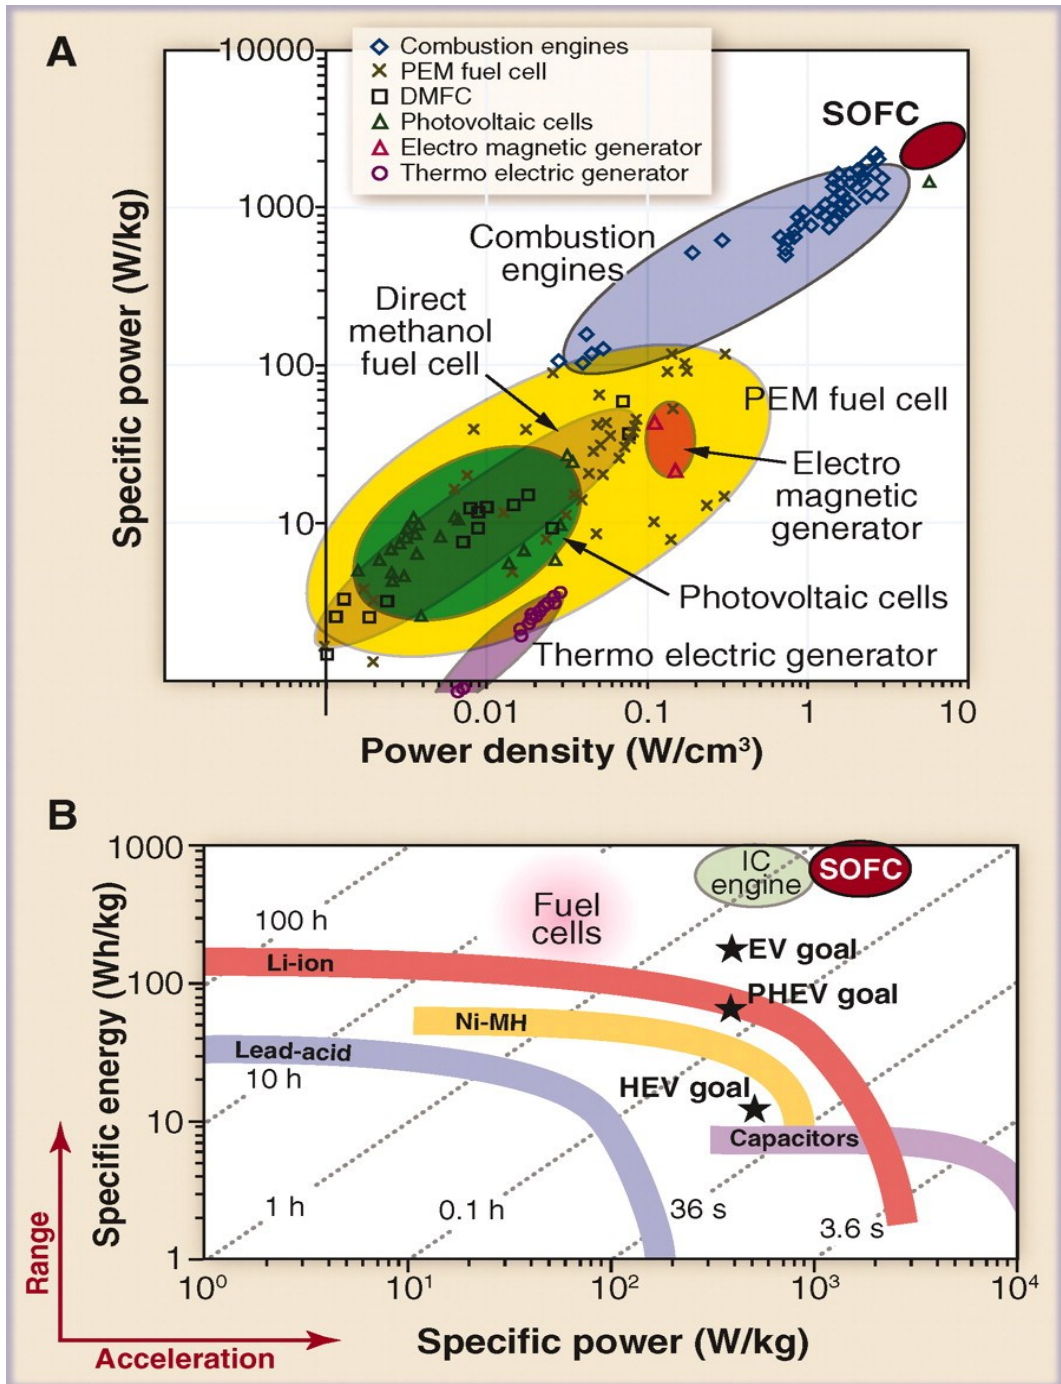 A
Combustion engines
PEM fuel cell
DMFC
Photovoltaic cells
Electro magnetic generator
Thermo electric generator
10000
1000
100
10
Specific power (W/kg)
SOFC
Combustion
engines
Direct
methanol
fuel cell
PEM fuel cell
Electro
magnetic
generator
Photovoltaic cells
Thermo electric generator
0.01
0.1
1
10
Power density (W/cm³)
B
1000
100
10
1
Specific energy (Wh/kg)
IC
engine
SOFC
Fuel
cells
100 h
EV goal
Li-ion
PHEV goal
Ni-MH
Lead-acid
10 h
HEV goal
Capacitors
1 h
0.1 h
36 s
3.6 s
10⁰
10¹
10²
10³
10⁴
Specific power (W/kg)
Range
Acceleration